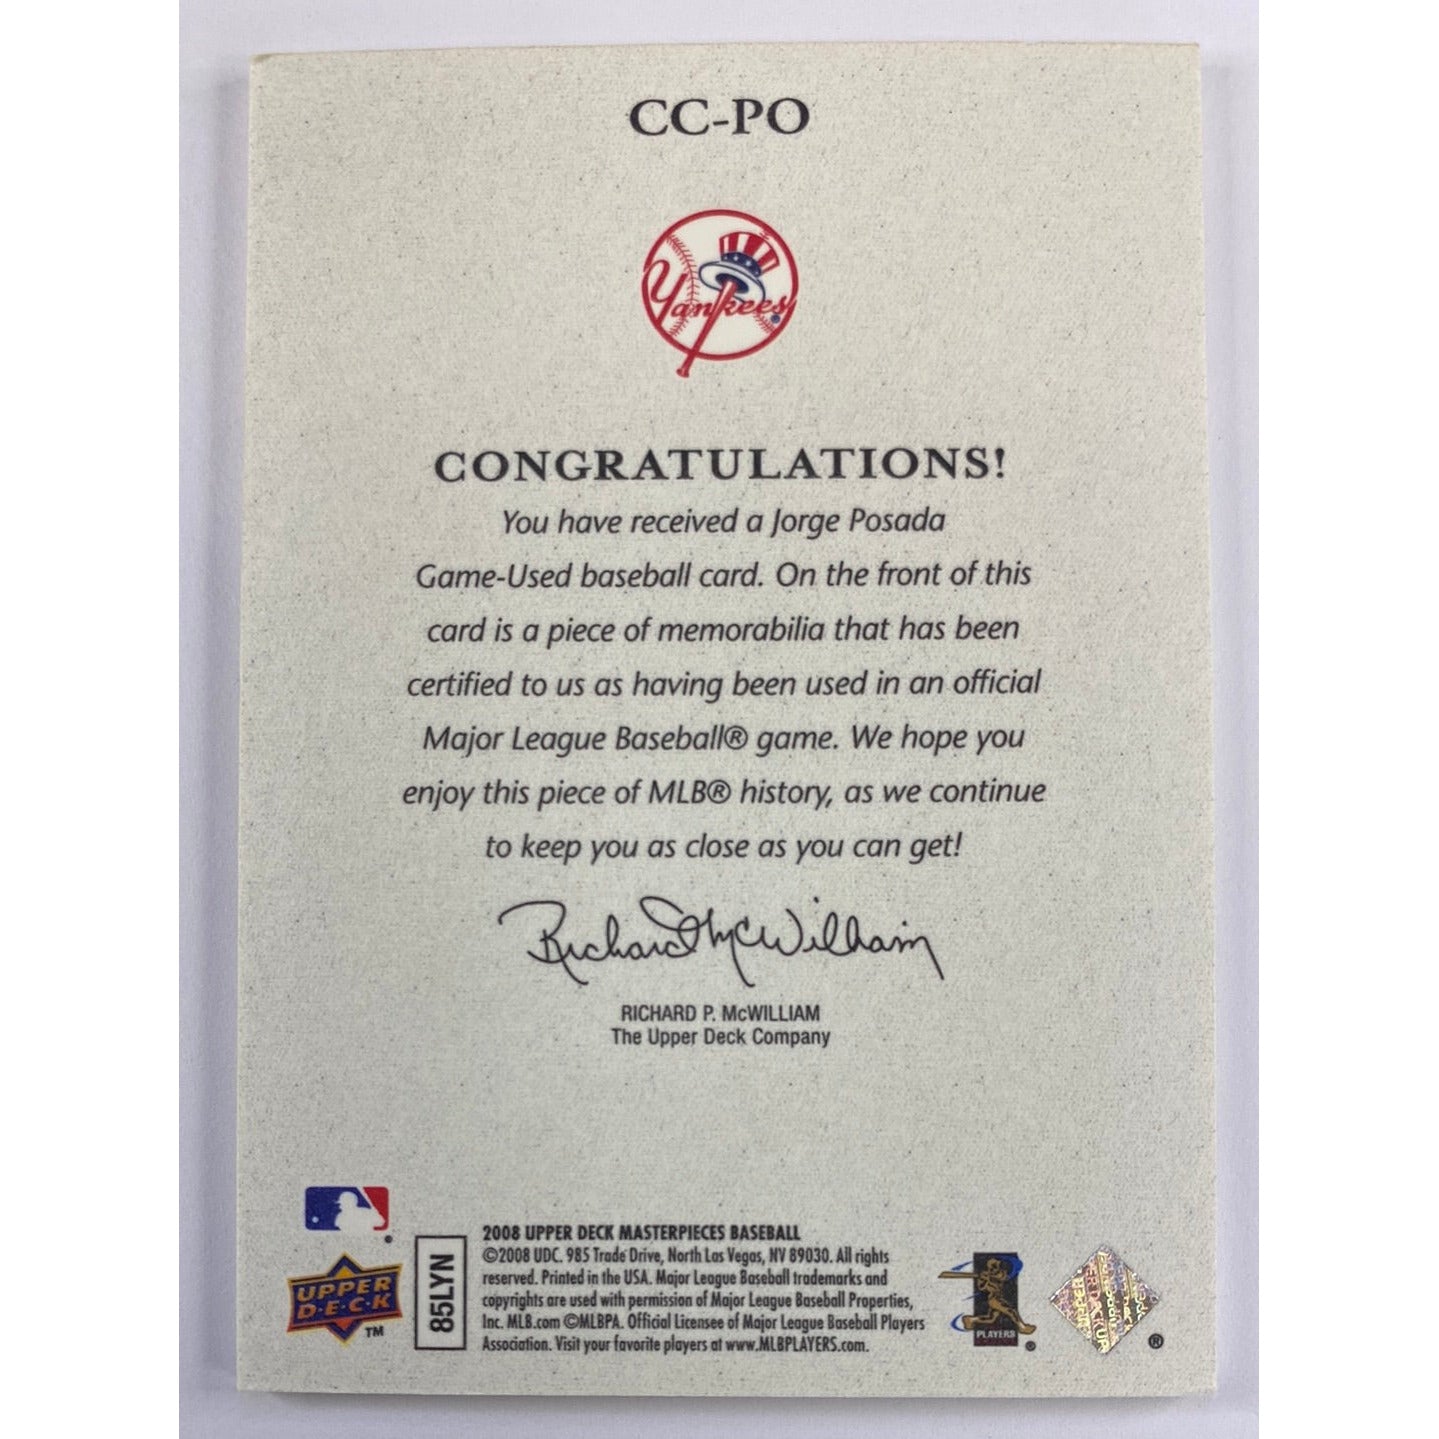 CC-PO
Yankees®
CONGRATULATIONS!
You have received a Jorge Posada
Game-Used baseball card. On the front of this
card is a piece of memorabilia that has been
certified to us as having been used in an official
Major League Baseball® game. We hope you
enjoy this piece of MLB® history, as we continue
to keep you as close as you can get!
Richard McWilliam
RICHARD P. McWILLIAM
The Upper Deck Company
®
UPPER
D•E•C•K
TM
85LYN
2008 UPPER DECK MASTERPIECES BASEBALL
©2008 UDC. 985 Trade Drive, North Las Vegas, NV 89030. All rights
reserved. Printed in the USA. Major League Baseball trademarks and
copyrights are used with permission of Major League Baseball Properties,
Inc. MLB.com ©MLBPA. Official Licensee of Major League Baseball Players
Association. Visit your favorite players at www.MLBPLAYERS.com.
PLAYERS
®
®